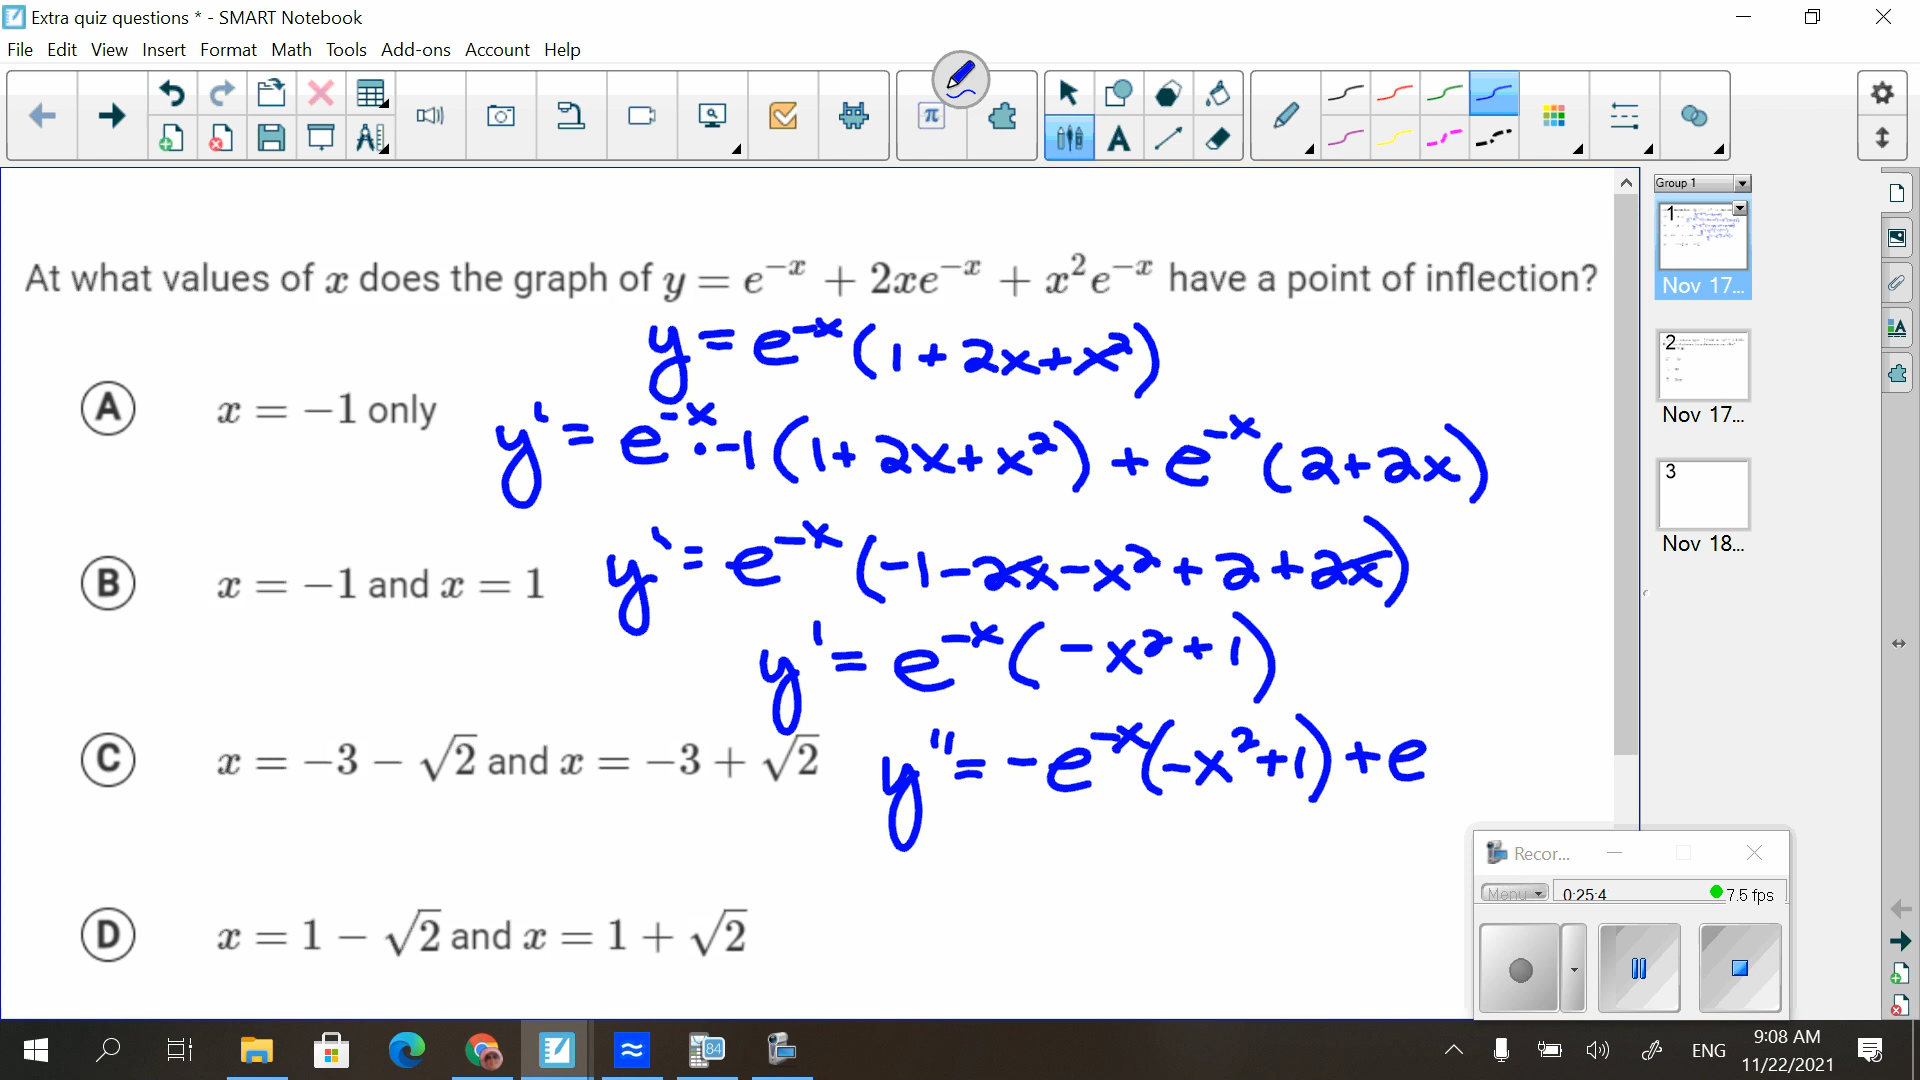 Extra quiz questions * - SMART Notebook
File Edit View Insert Format Math Tools Add-ons Account Help
π
A
Group 1
1
Nov 17...
2
Nov 17...
3
Nov 18...
At what values of x does the graph of y = e^{-x} + 2xe^{-x} + x^2e^{-x} have a point of inflection?
y = e^{-x}(1+2x+x^2)
A x = −1 only
y' = e^{-x}·-1(1+2x+x^2)+e^{-x}(2+2x)
y' = e^{-x}(-1-2x-x^2+2+2x)
B x = −1 and x = 1
y' = e^{-x}(-x^2+1)
C x = −3 − √2 and x = −3 + √2
y'' = -e^{-x}(-x^2+1)+e
D x = 1 − √2 and x = 1 + √2
Recor...
Menu 0:25:4 7.5 fps
84
ENG
9:08 AM
11/22/2021